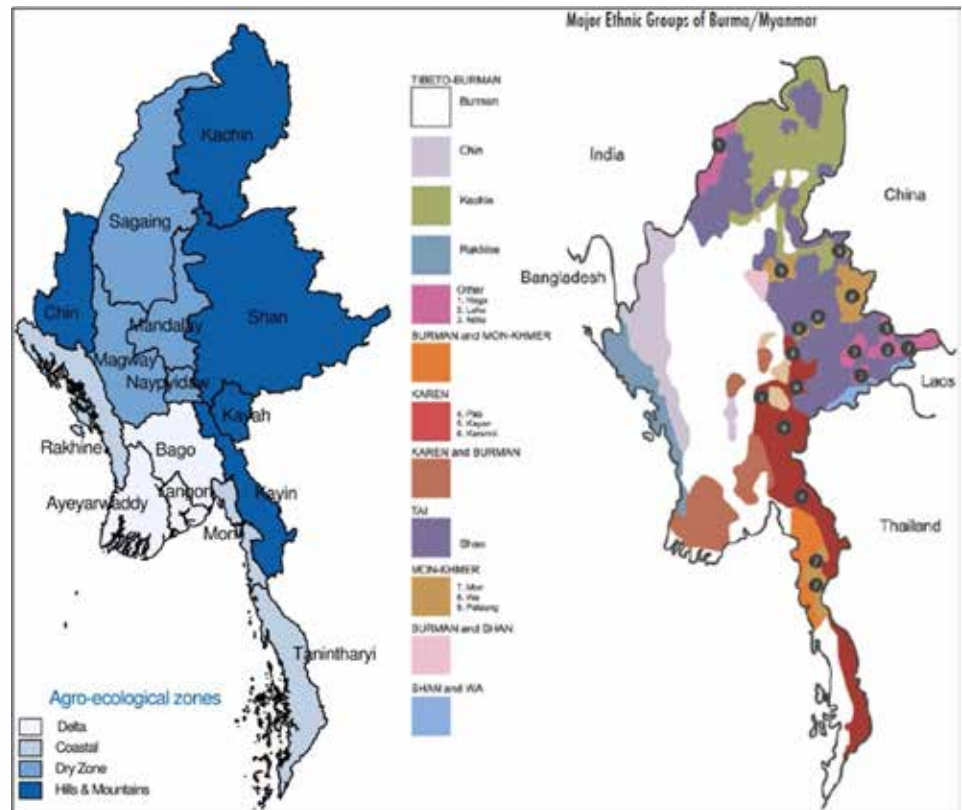 Kachin
Sagaing
Chin
Mandalay
Shan
Magway
Naypyidaw
Kayah
Rakhine
Bago
Ayeyarwaddy
Yangon
Kayin
Mon
Tanintharyi
Agro-ecological zones
Delta
Coastal
Dry Zone
Hills & Mountains
Major Ethnic Groups of Burma/Myanmar
TIBETO-BURMAN
Burman
Chin
Kachin
Rakhine
Other
1. Naga
2. Lahu
BURMAN and MON-KHMER
KAREN
4. Pao
5. Kayan
6. Karenni
KAREN and BURMAN
TAI
Shan
MON-KHMER
7. Mon
8. Wa
9. Palaung
BURMAN and SHAN
SHAN and WA
India
China
Bangladesh
Laos
Thailand